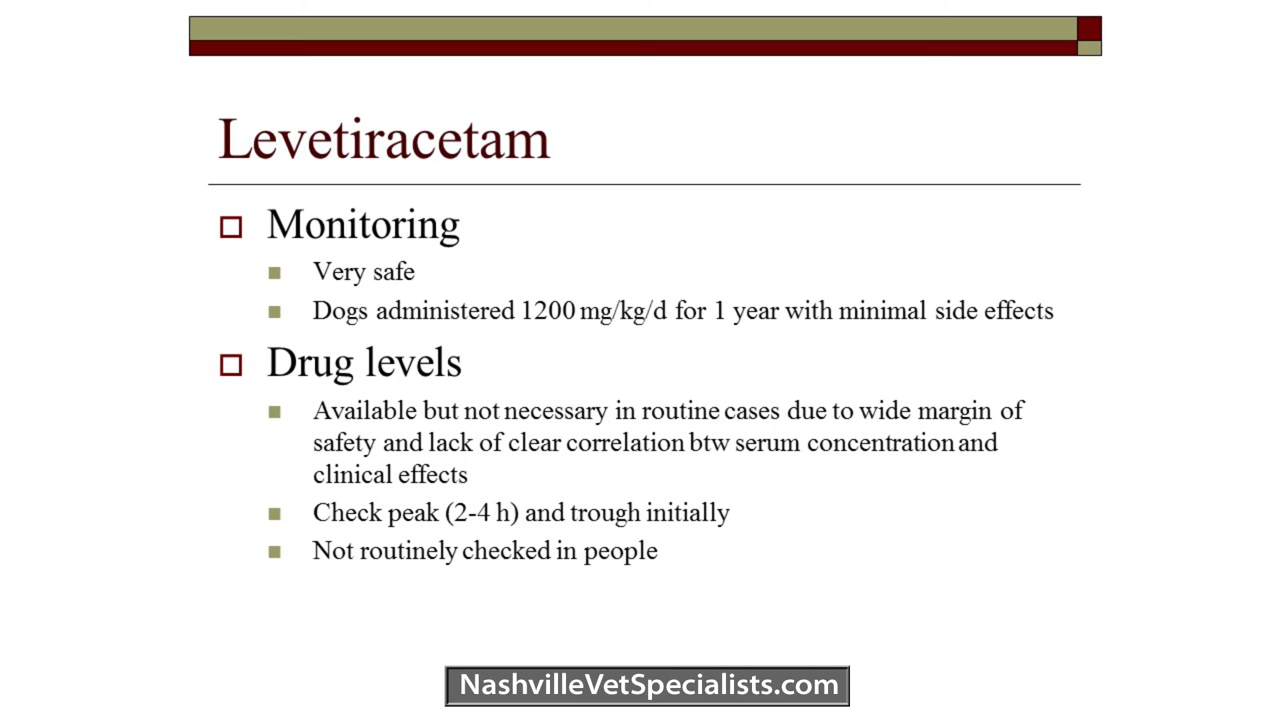 Levetiracetam
Monitoring
Very safe
Dogs administered 1200 mg/kg/d for 1 year with minimal side effects
Drug levels
Available but not necessary in routine cases due to wide margin of
safety and lack of clear correlation btw serum concentration and
clinical effects
Check peak (2-4 h) and trough initially
Not routinely checked in people
NashvilleVetSpecialists.com